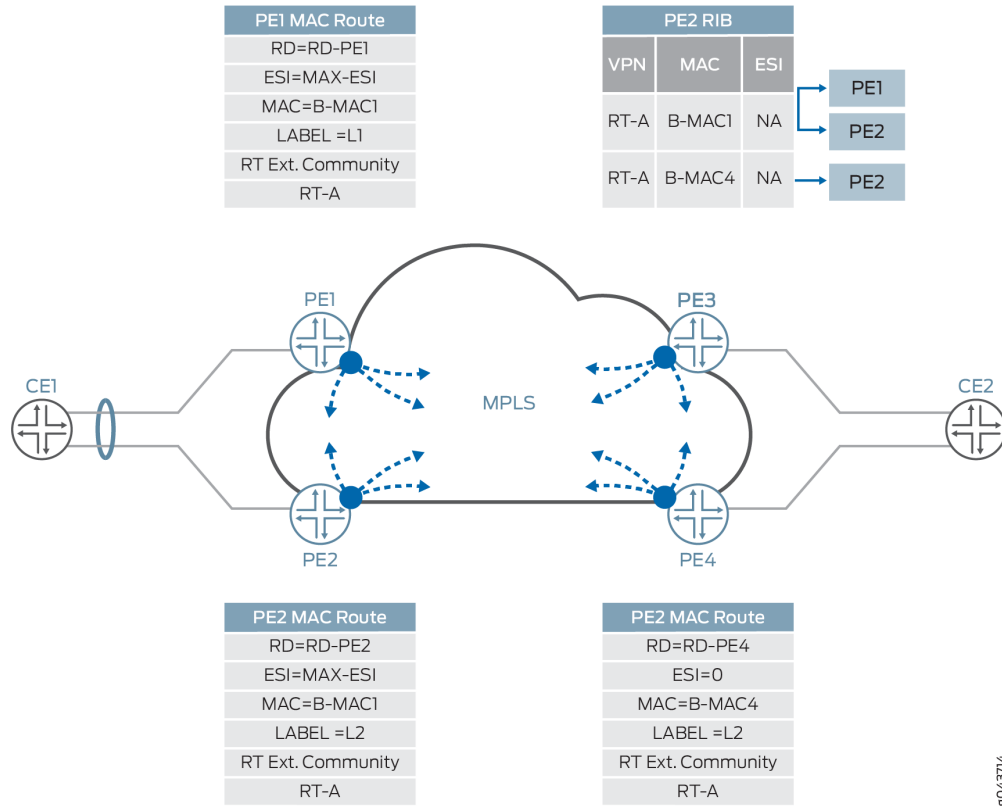 PE1 MAC Route
RD=RD-PE1
ESI=MAX-ESI
MAC=B-MAC1
LABEL =L1
RT Ext. Community
RT-A
PE2 RIB
VPN MAC ESI
RT-A B-MAC1 NA
RT-A B-MAC4 NA
PE1
PE2
PE2
PE1
PE3
CE1
MPLS
CE2
PE2
PE4
PE2 MAC Route
RD=RD-PE2
ESI=MAX-ESI
MAC=B-MAC1
LABEL =L2
RT Ext. Community
RT-A
PE2 MAC Route
RD=RD-PE4
ESI=0
MAC=B-MAC4
LABEL =L2
RT Ext. Community
RT-A
g043714